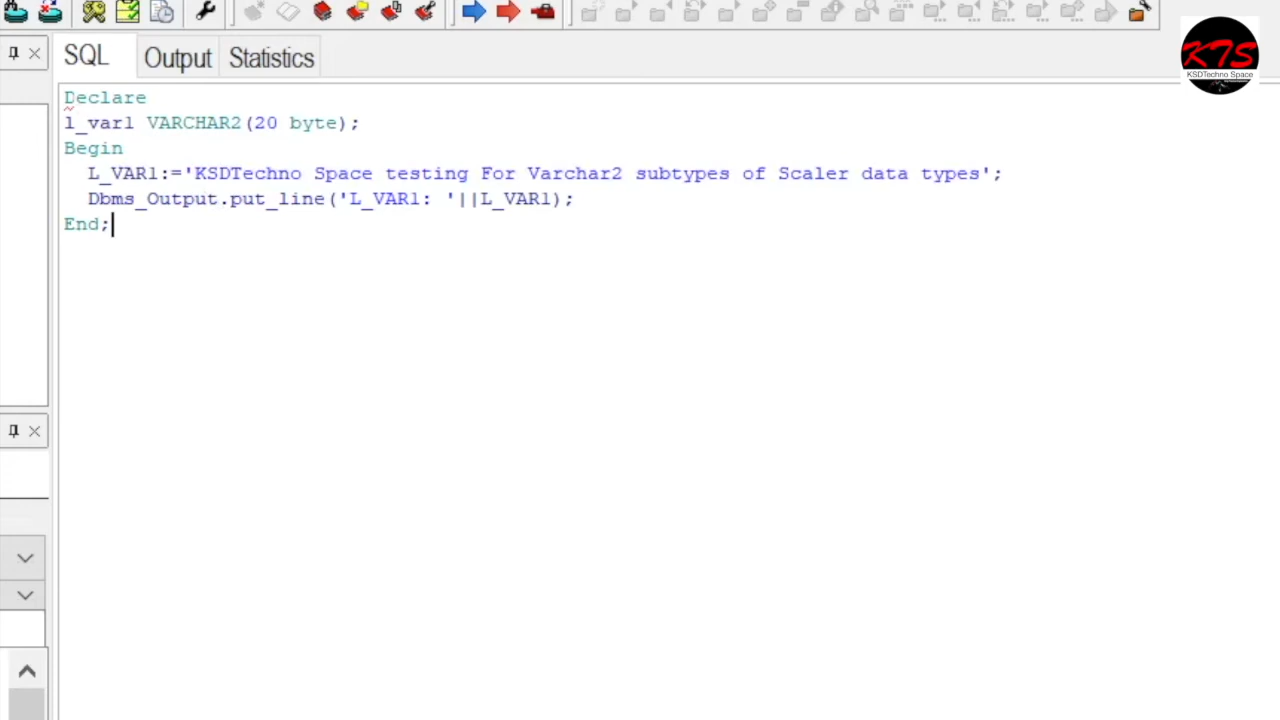 KTS
KSDTechno Space
SQL
Output
Statistics
Declare
l_var1 VARCHAR2(20 byte);
Begin
L_VAR1:='KSDTechno Space testing For Varchar2 subtypes of Scaler data types';
Dbms_Output.put_line('L_VAR1: '||L_VAR1);
End;